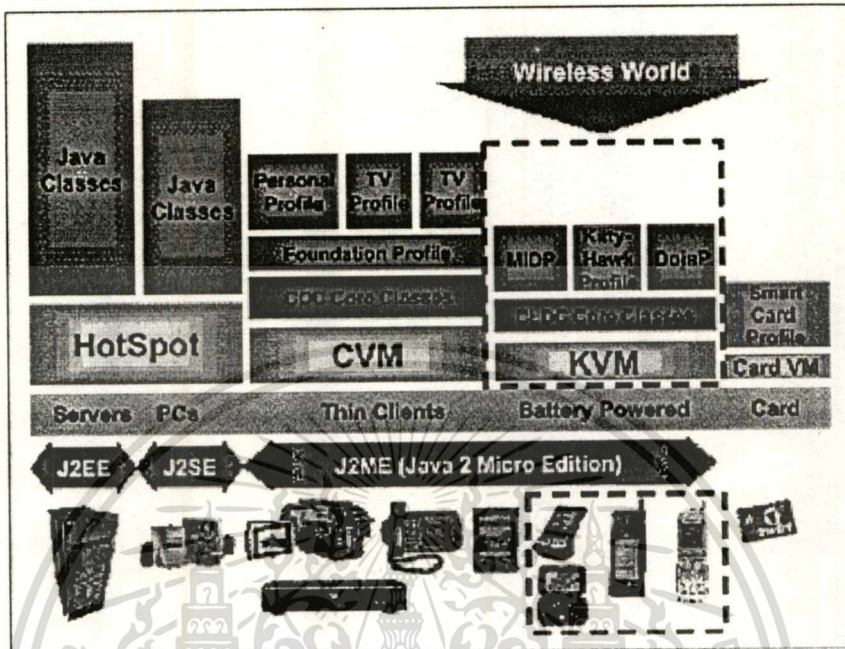 Wireless World
Java
Classes
Java
Classes
Personal
Profile
TV
Profile
TV
Profile
Foundation Profile
CDC Core Classes
MIDP
Kitty-
Hawk
Profile
DojaP
CLDC Core Classes
Smart
Card
Profile
HotSpot
CVM
KVM
Card VM
Servers PCs
Thin Clients
Battery Powered
Card
J2EE
J2SE
J2ME (Java 2 Micro Edition)